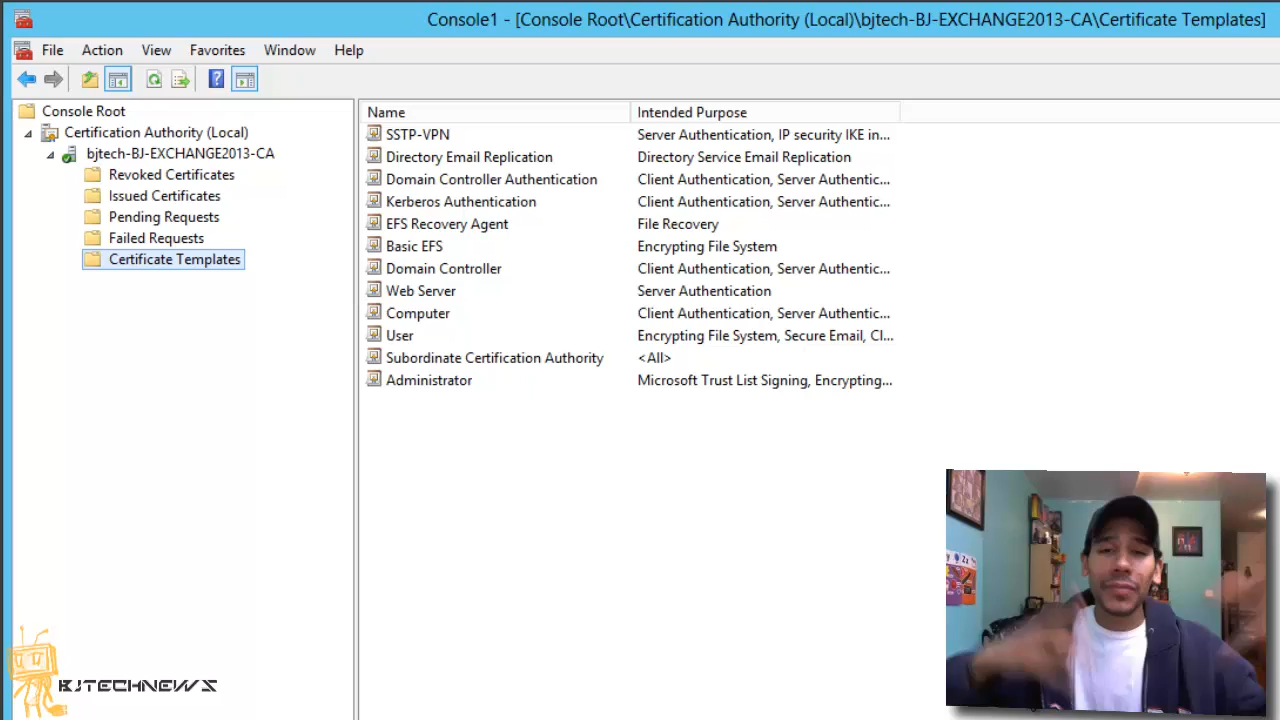 Console1 - [Console Root\Certification Authority (Local)\bjtech-BJ-EXCHANGE2013-CA\Certificate Templates]
File Action View Favorites Window Help
Console Root
Certification Authority (Local)
bjtech-BJ-EXCHANGE2013-CA
Revoked Certificates
Issued Certificates
Pending Requests
Failed Requests
Certificate Templates
Name Intended Purpose
SSTP-VPN Server Authentication, IP security IKE in...
Directory Email Replication Directory Service Email Replication
Domain Controller Authentication Client Authentication, Server Authentic...
Kerberos Authentication Client Authentication, Server Authentic...
EFS Recovery Agent File Recovery
Basic EFS Encrypting File System
Domain Controller Client Authentication, Server Authentic...
Web Server Server Authentication
Computer Client Authentication, Server Authentic...
User Encrypting File System, Secure Email, Cl...
Subordinate Certification Authority <All>
Administrator Microsoft Trust List Signing, Encrypting...
BJTECHNEWS